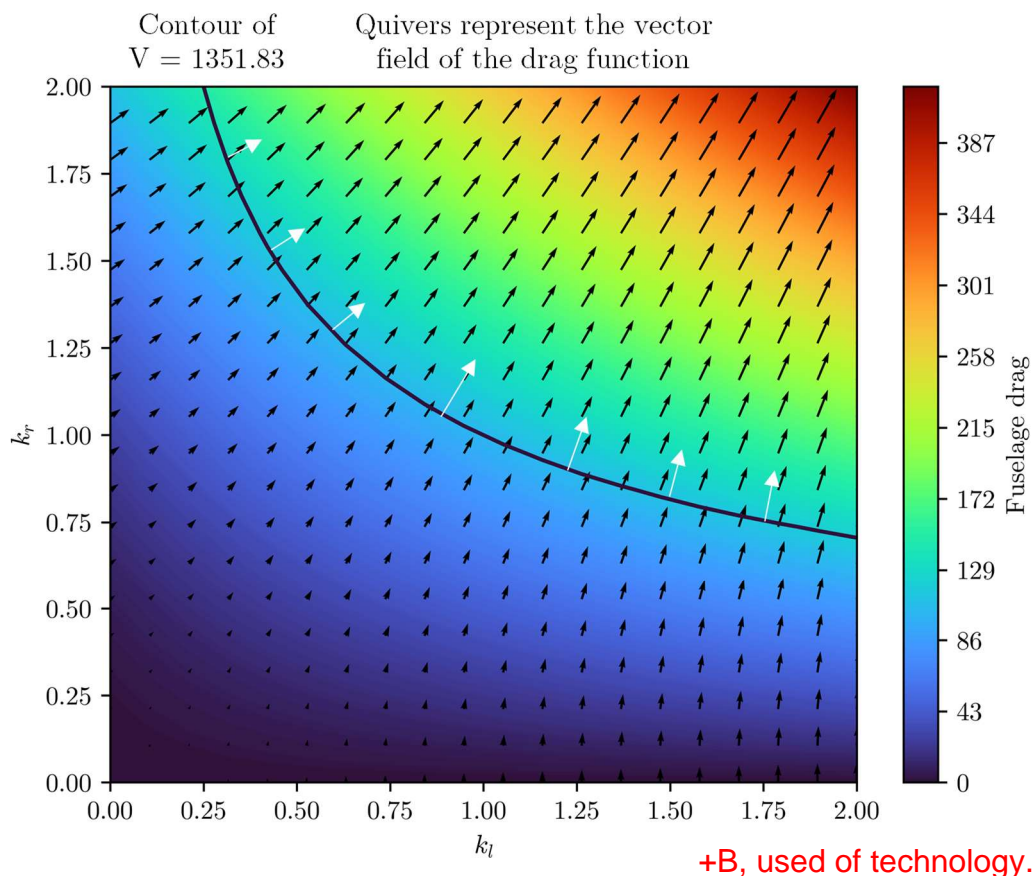 Contour of
V = 1351.83
Quivers represent the vector
field of the drag function
2.00
1.75
1.50
1.25
1.00
0.75
0.50
0.25
0.00
k_r
0.00 0.25 0.50 0.75 1.00 1.25 1.50 1.75 2.00
k_l
387
344
301
258
215
172
129
86
43
0
Fuselage drag
+B, used of technology.